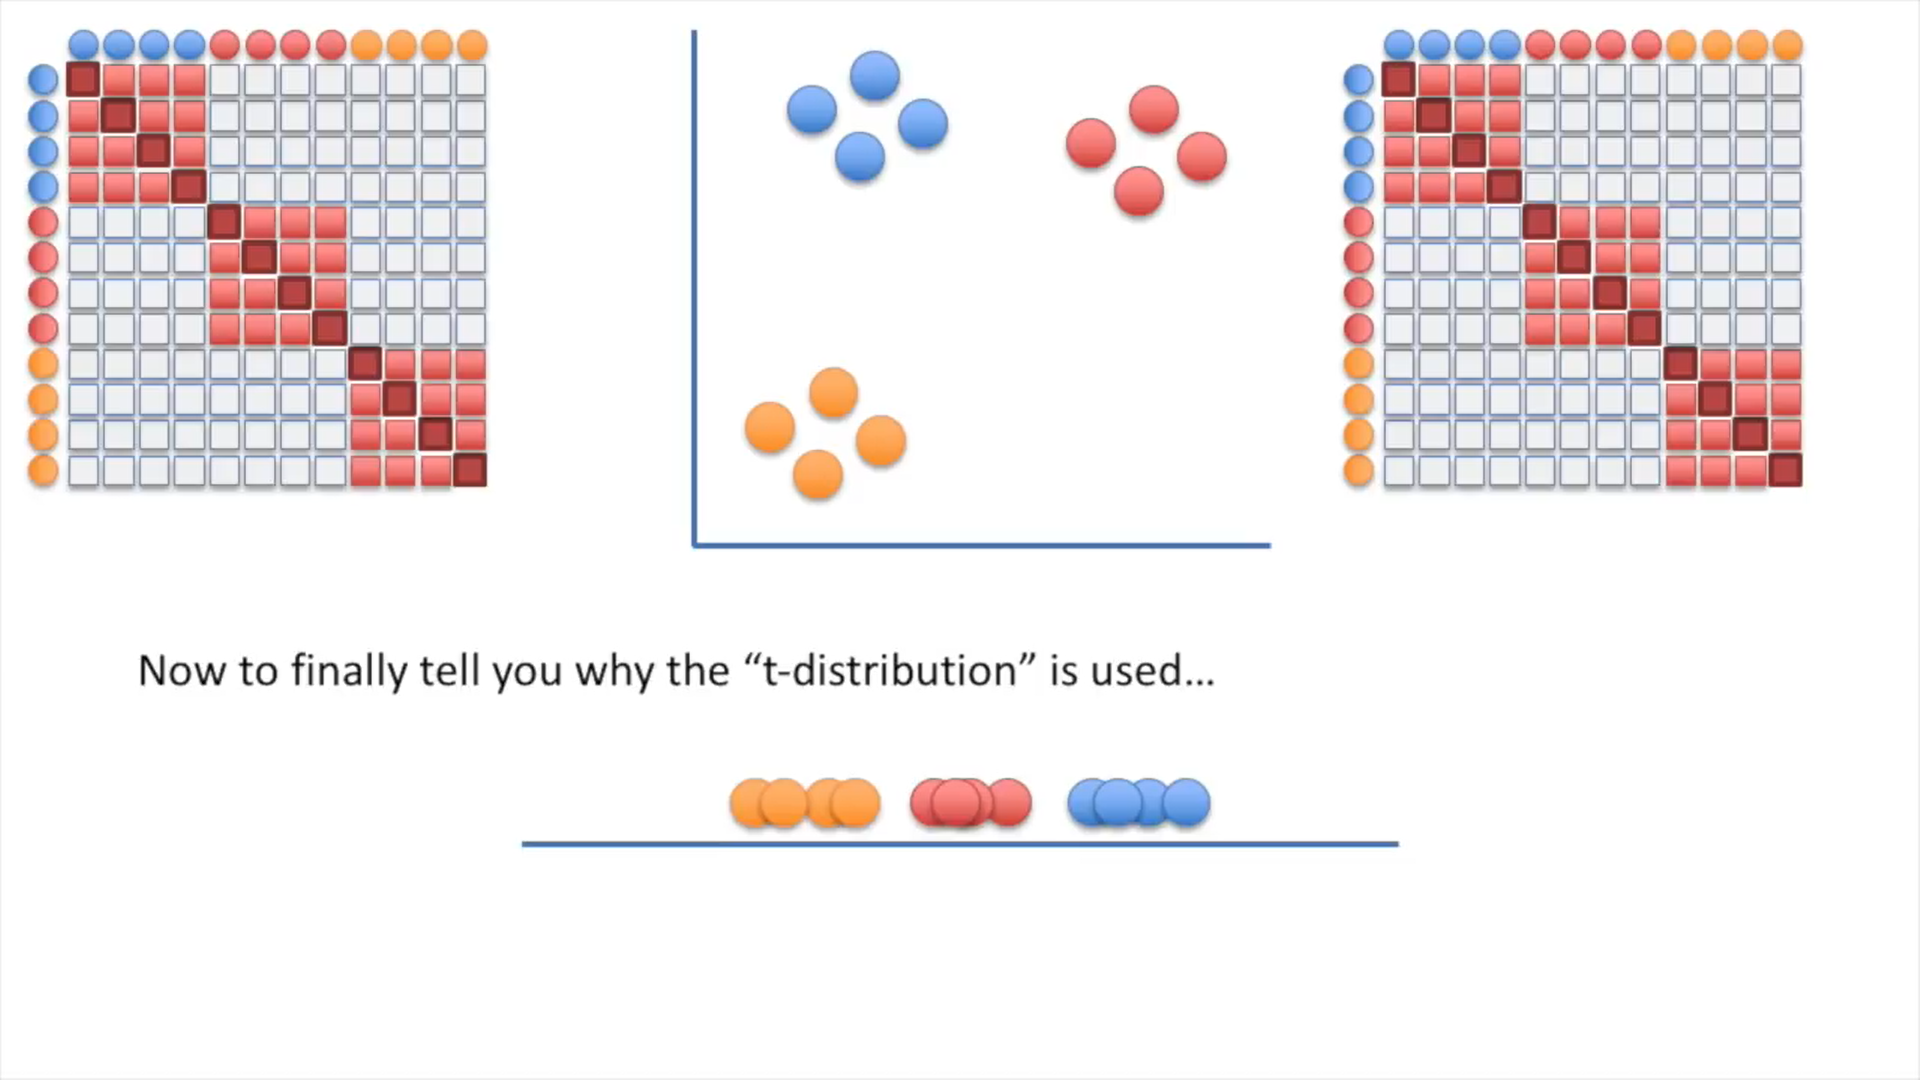 Now to finally tell you why the “t-distribution” is used…